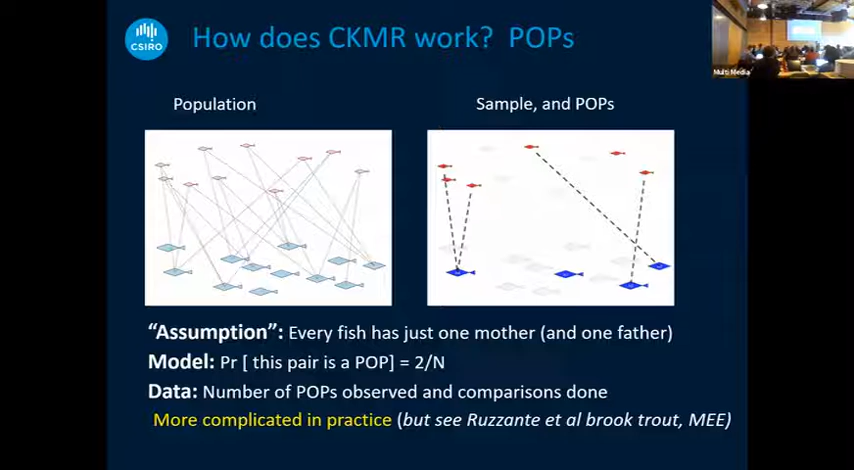 CSIRO
How does CKMR work? POPs
Multi Media
Population
Sample, and POPs
“Assumption”: Every fish has just one mother (and one father)
Model: Pr [ this pair is a POP] = 2/N
Data: Number of POPs observed and comparisons done
More complicated in practice (but see Ruzzante et al brook trout, MEE)